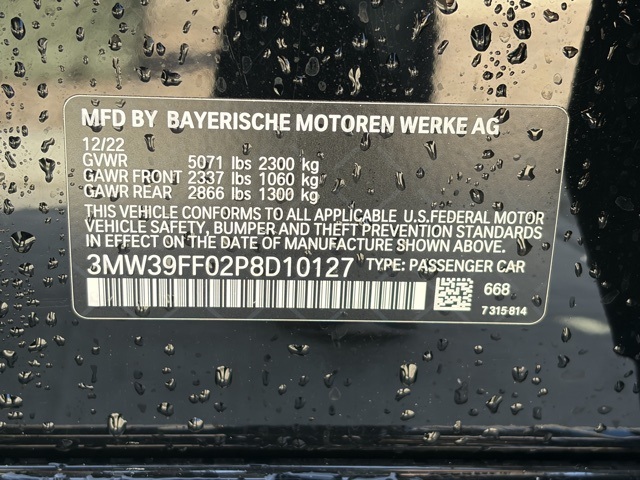 MFD BY BAYERISCHE MOTOREN WERKE AG
12/22
GVWR 5071 lbs 2300 kg
GAWR FRONT 2337 lbs 1060 kg
GAWR REAR 2866 lbs 1300 kg
THIS VEHICLE CONFORMS TO ALL APPLICABLE U.S.FEDERAL MOTOR
VEHICLE SAFETY, BUMPER AND THEFT PREVENTION STANDARDS
IN EFFECT ON THE DATE OF MANUFACTURE SHOWN ABOVE.
3MW39FF02P8D10127 TYPE: PASSENGER CAR
668
7 315 814